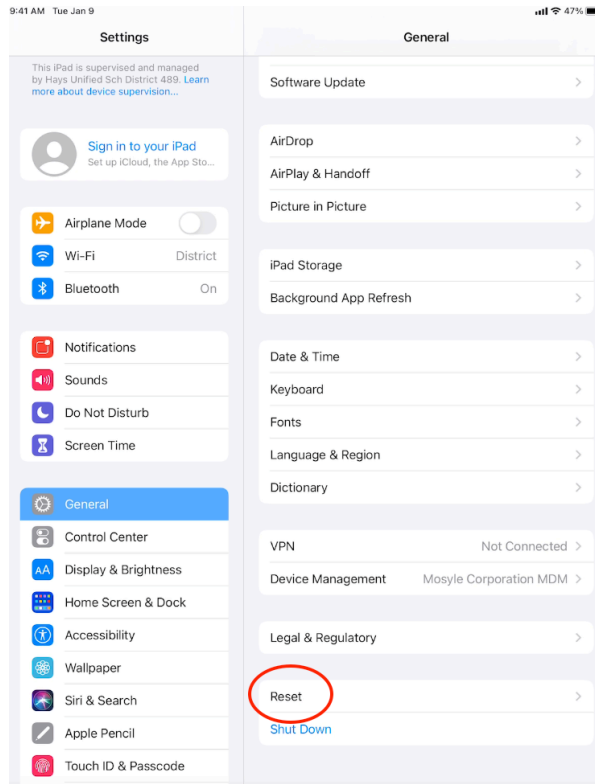 9:41 AM Tue Jan 9
47%
Settings
This iPad is supervised and managed
by Hays Unified Sch District 489. Learn
more about device supervision...
Sign in to your iPad
Set up iCloud, the App Sto...
Airplane Mode
Wi-Fi District
Bluetooth On
Notifications
Sounds
Do Not Disturb
Screen Time
General
Control Center
AA Display & Brightness
Home Screen & Dock
Accessibility
Wallpaper
Siri & Search
Apple Pencil
Touch ID & Passcode
General
Software Update
AirDrop
AirPlay & Handoff
Picture in Picture
iPad Storage
Background App Refresh
Date & Time
Keyboard
Fonts
Language & Region
Dictionary
VPN Not Connected
Device Management Mosyle Corporation MDM
Legal & Regulatory
Reset
Shut Down